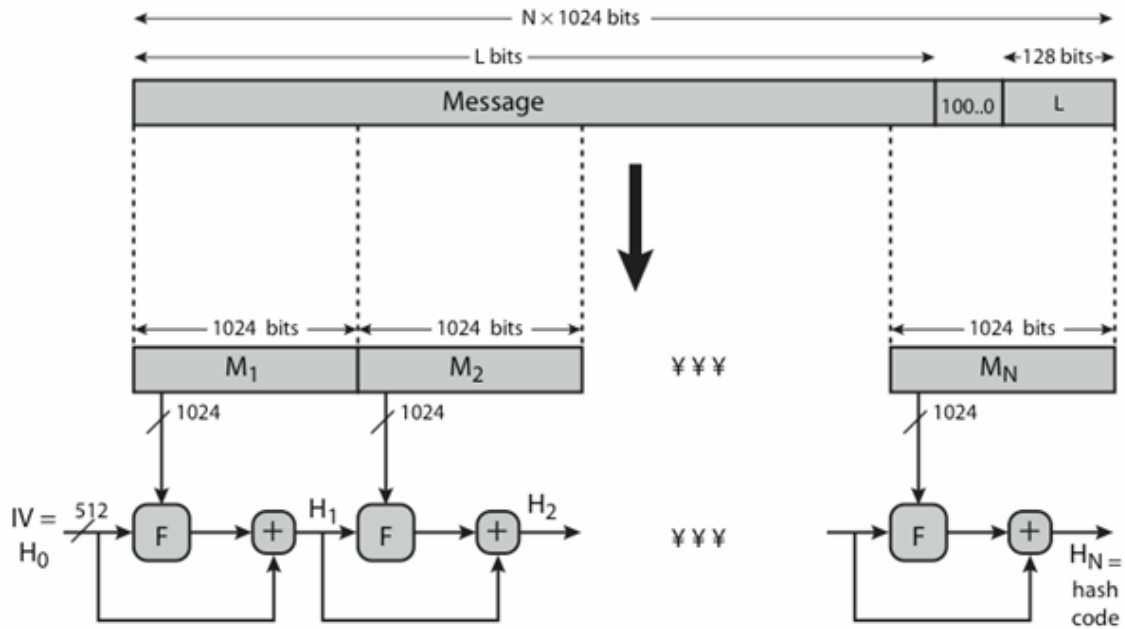 N × 1024 bits
L bits
128 bits
Message
100..0
L
1024 bits
1024 bits
1024 bits
M1
M2
¥ ¥ ¥
MN
1024
1024
1024
IV =
H0
512
F
+
H1
F
+
H2
¥ ¥ ¥
F
+
HN =
hash
code